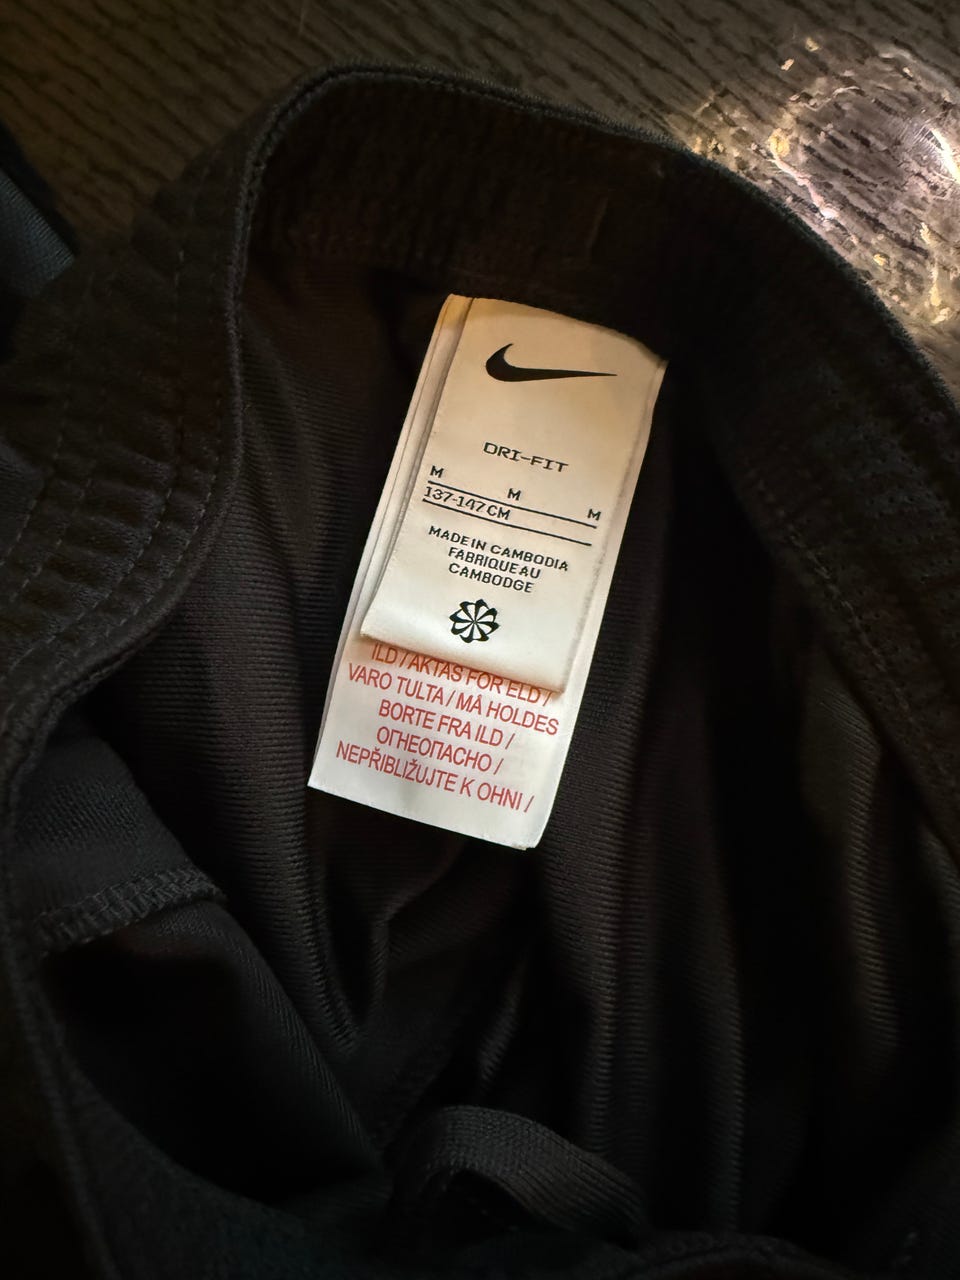 DRI-FIT
M M M
137-147 CM
MADE IN CAMBODIA
FABRIQUE AU
CAMBODGE
ILD / AKTAS FÖR ELD /
VARO TULTA / MÅ HOLDES
BORTE FRA ILD /
ОГНЕОПАСНО /
NEPŘIBLIŽUJTE K OHNI /